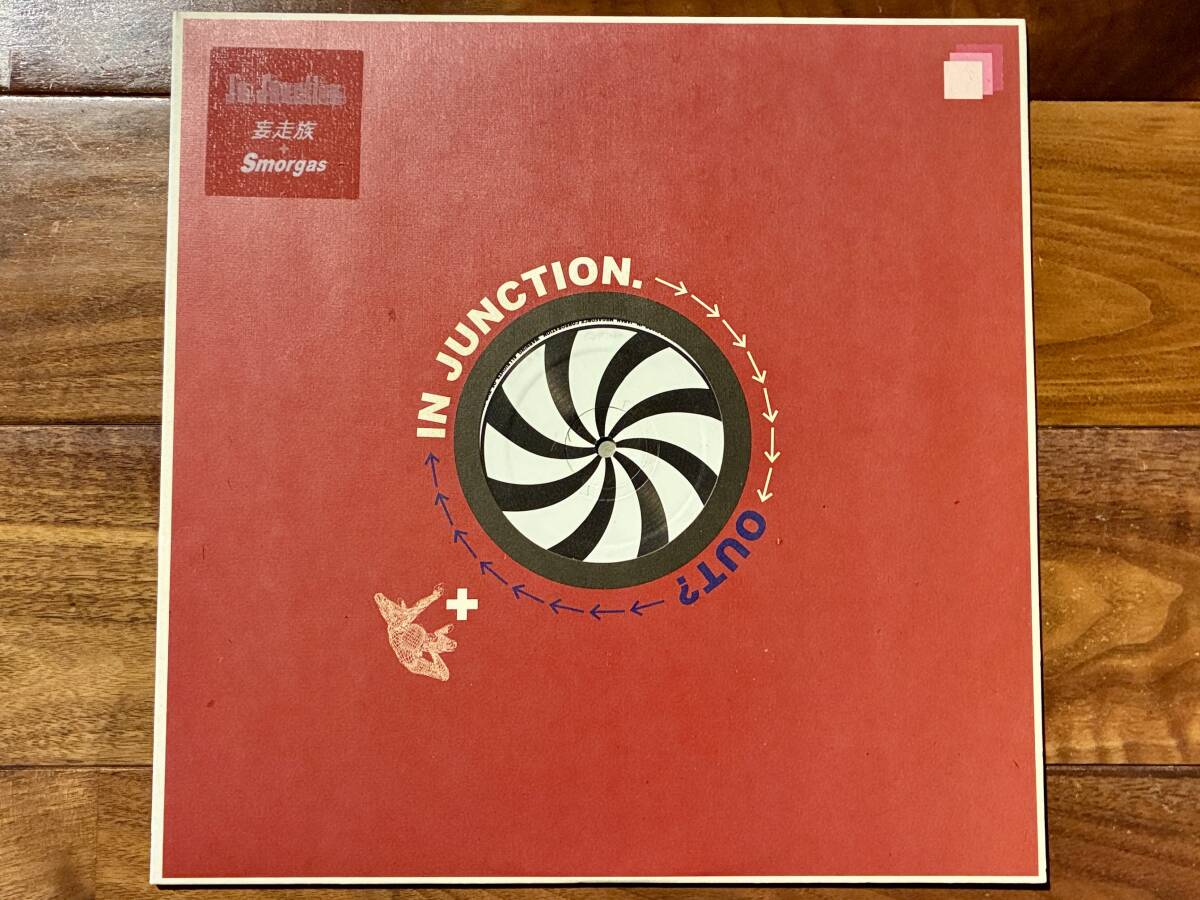 In Junction
妄走族
+
Smorgas
IN JUNCTION. →→→→→→→
OUT? →→→→→→→→
+